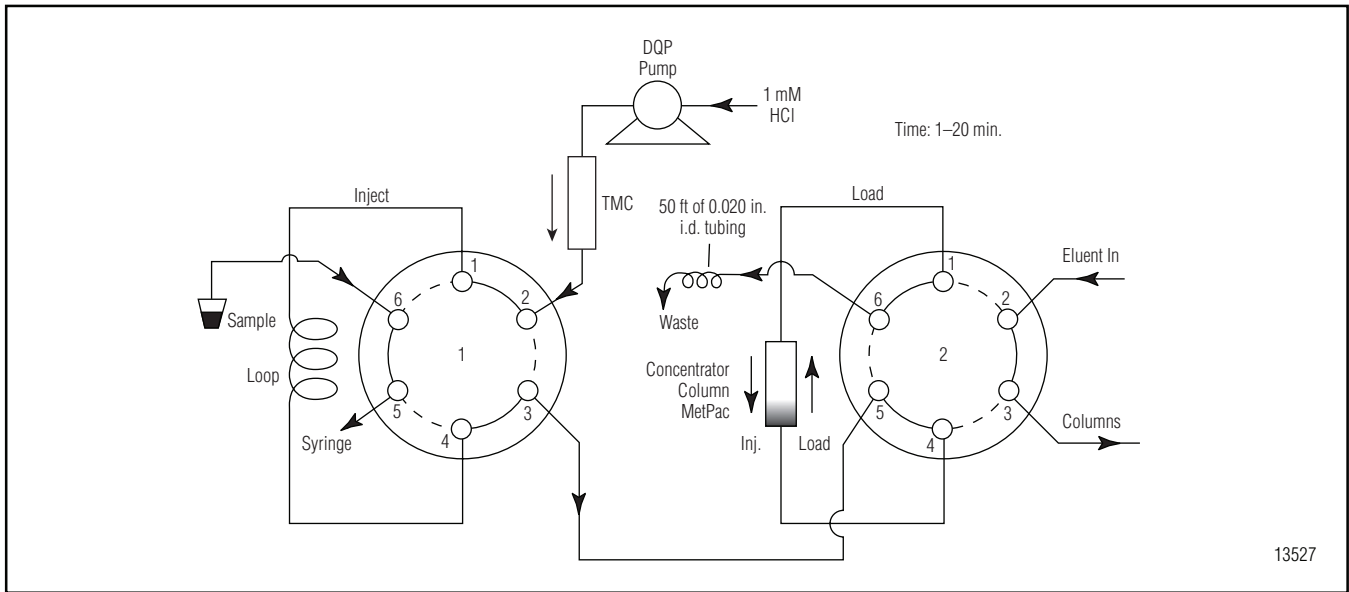 DQP
Pump
1 mM
HCl
Time: 1–20 min.
TMC
Inject
50 ft of 0.020 in.
i.d. tubing
Load
Eluent In
1
2
3
4
5
6
1
Sample
Loop
Syringe
Waste
Concentrator
Column
MetPac
Inj.
Load
1
2
3
4
5
6
2
Columns
13527